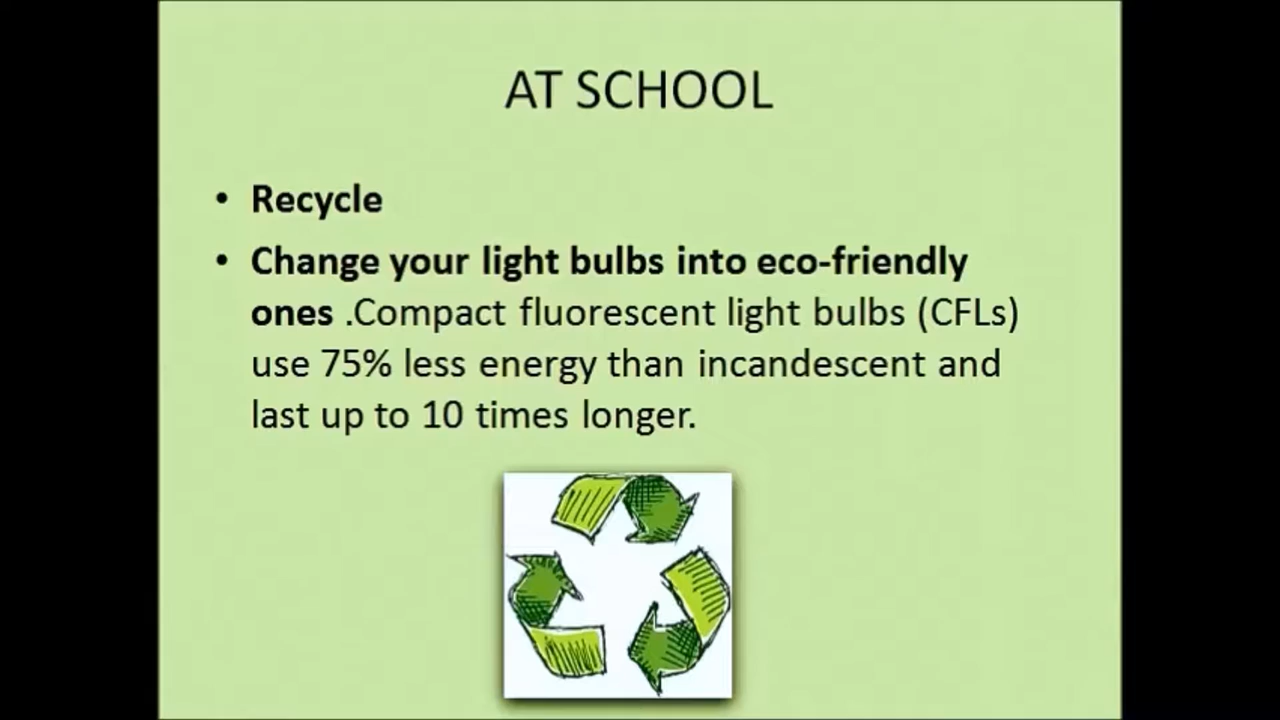 AT SCHOOL
• Recycle
• Change your light bulbs into eco-friendly
ones .Compact fluorescent light bulbs (CFLs)
use 75% less energy than incandescent and
last up to 10 times longer.